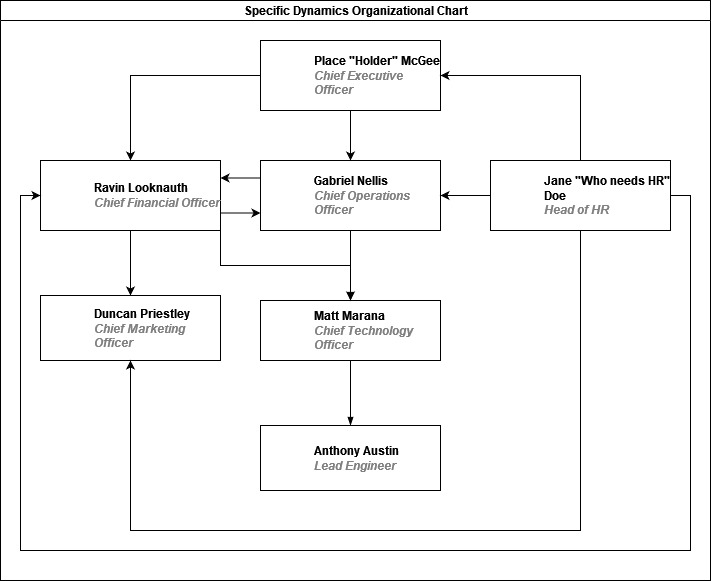 Specific Dynamics Organizational Chart
Place "Holder" McGee
Chief Executive
Officer
Ravin Looknauth
Chief Financial Officer
Gabriel Nellis
Chief Operations
Officer
Jane "Who needs HR"
Doe
Head of HR
Duncan Priestley
Chief Marketing
Officer
Matt Marana
Chief Technology
Officer
Anthony Austin
Lead Engineer